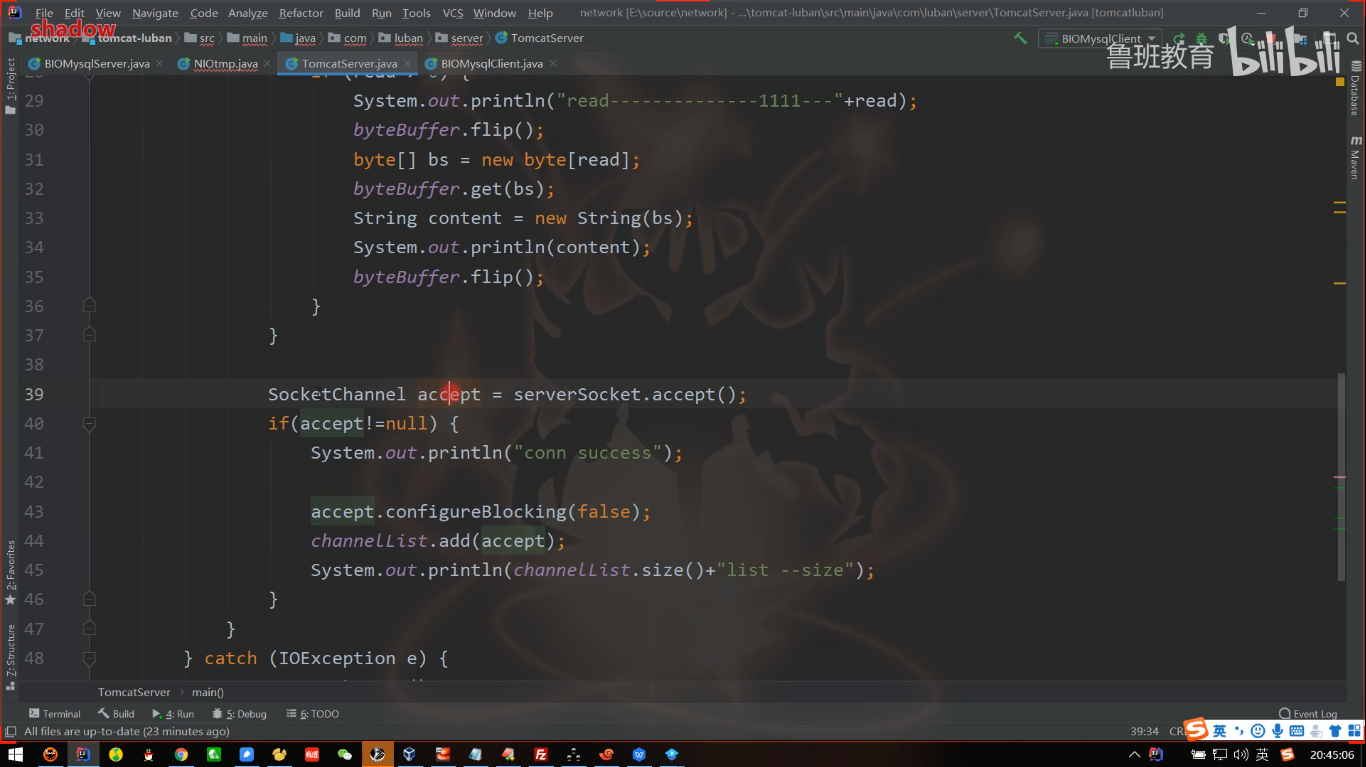 File Edit View Navigate Code Analyze Refactor Build Run Tools VCS Window Help network [E:\source\network] - ...\tomcat-luban\src\main\java\com\luban\server\TomcatServer.java [tomcatluban]
shadow
network tomcat-luban src main java com luban server TomcatServer BIOMysqlClient
鲁班教育 bilibili
BIOMysqlServer.java NIOtmp.java TomcatServer.java BIOMysqlClient.java
1: Project
Database
Maven
29 System.out.println("read--------------1111---"+read);
30 byteBuffer.flip();
31 byte[] bs = new byte[read];
32 byteBuffer.get(bs);
33 String content = new String(bs);
34 System.out.println(content);
35 byteBuffer.flip();
36 }
37 }
38
39 SocketChannel accept = serverSocket.accept();
40 if(accept!=null) {
41 System.out.println("conn success");
42
43 accept.configureBlocking(false);
44 channelList.add(accept);
45 System.out.println(channelList.size()+"list --size");
46 }
47 }
48 } catch (IOException e) {
2: Favorites
Z: Structure
TomcatServer main()
Terminal Build 4: Run 5: Debug 6: TODO Event Log
All files are up-to-date (23 minutes ago) 39:34 英
英 20:45:06